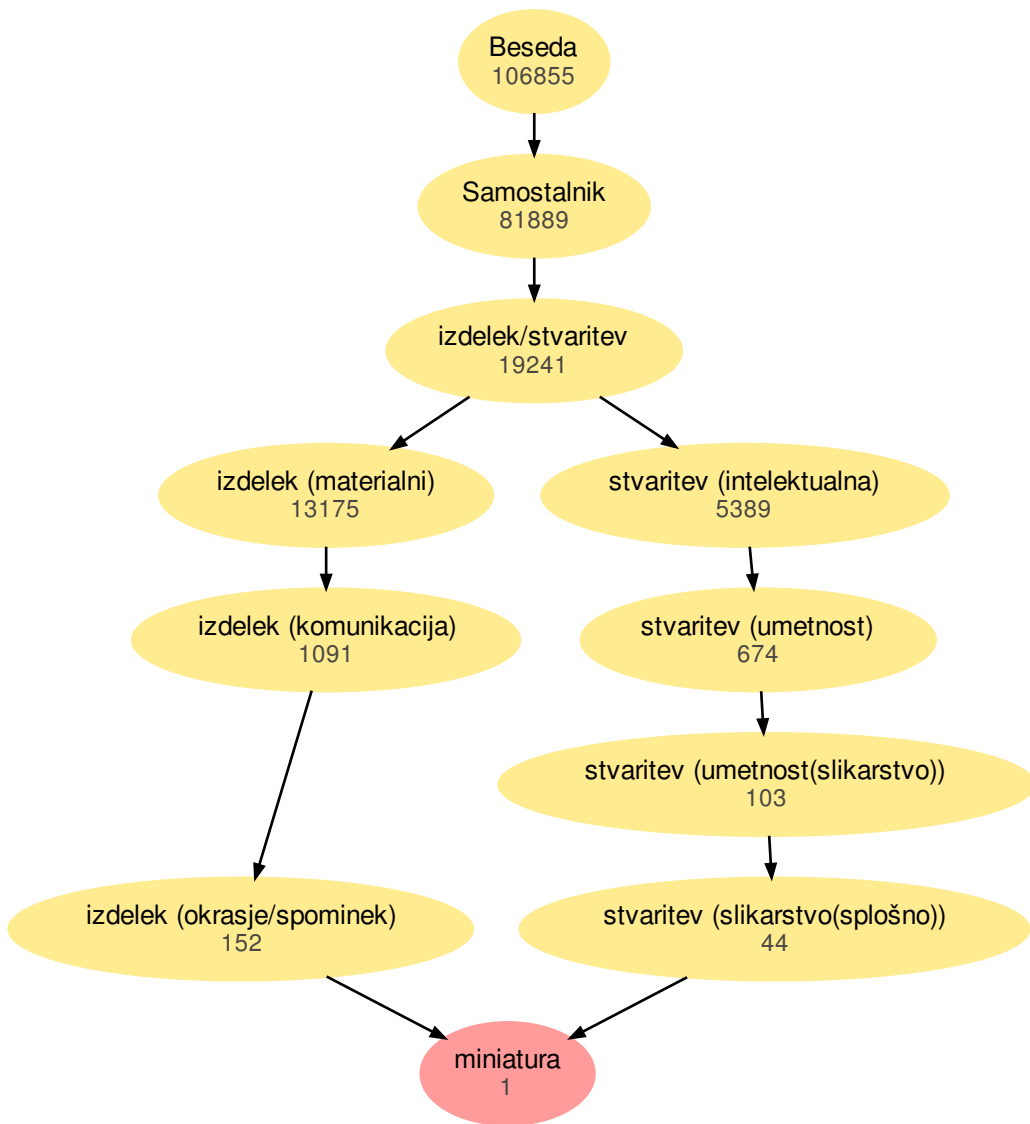 Beseda
106855
Samostalnik
81889
izdelek/stvaritev
19241
izdelek (materialni)
13175
stvaritev (intelektualna)
5389
izdelek (komunikacija)
1091
stvaritev (umetnost)
674
stvaritev (umetnost(slikarstvo))
103
izdelek (okrasje/spominek)
152
stvaritev (slikarstvo(splošno))
44
miniatura
1